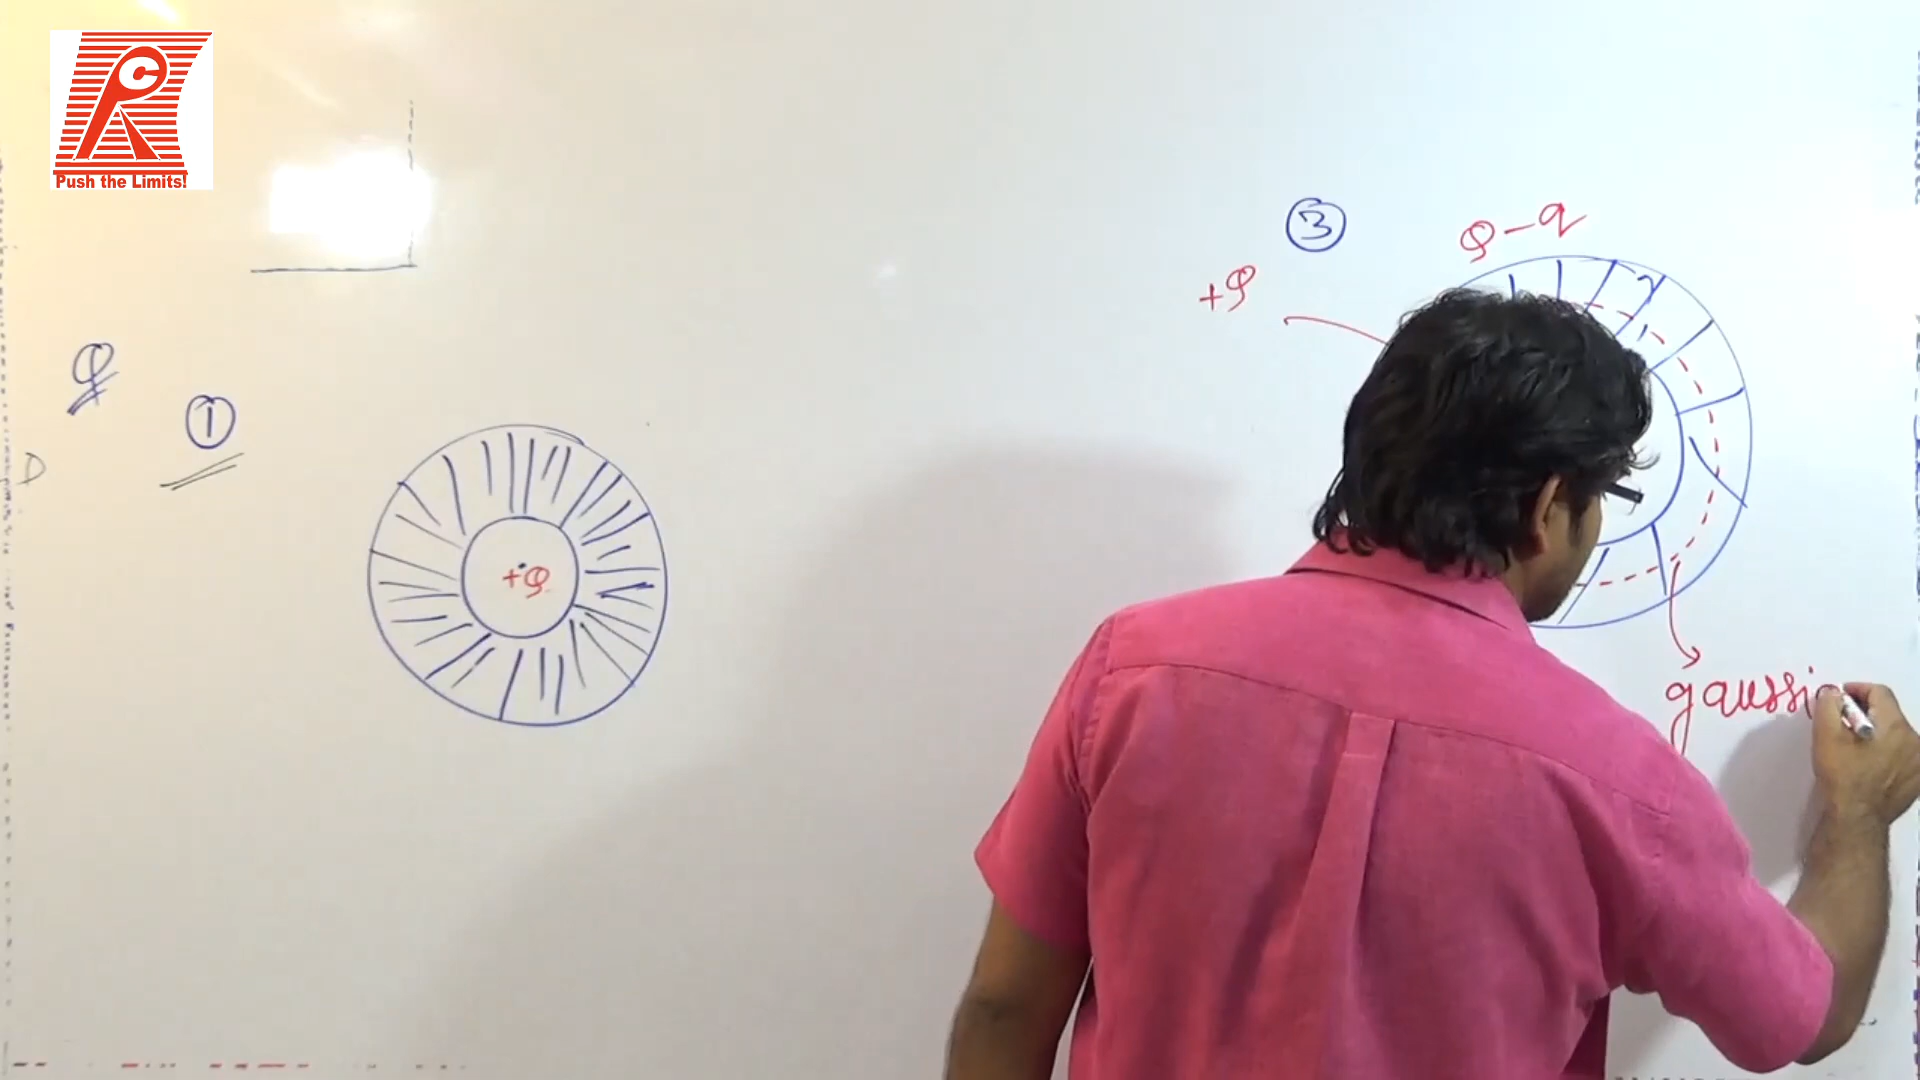 Push the Limits!
Q
①
D
+Q
③
Q-q
+Q
gaussi